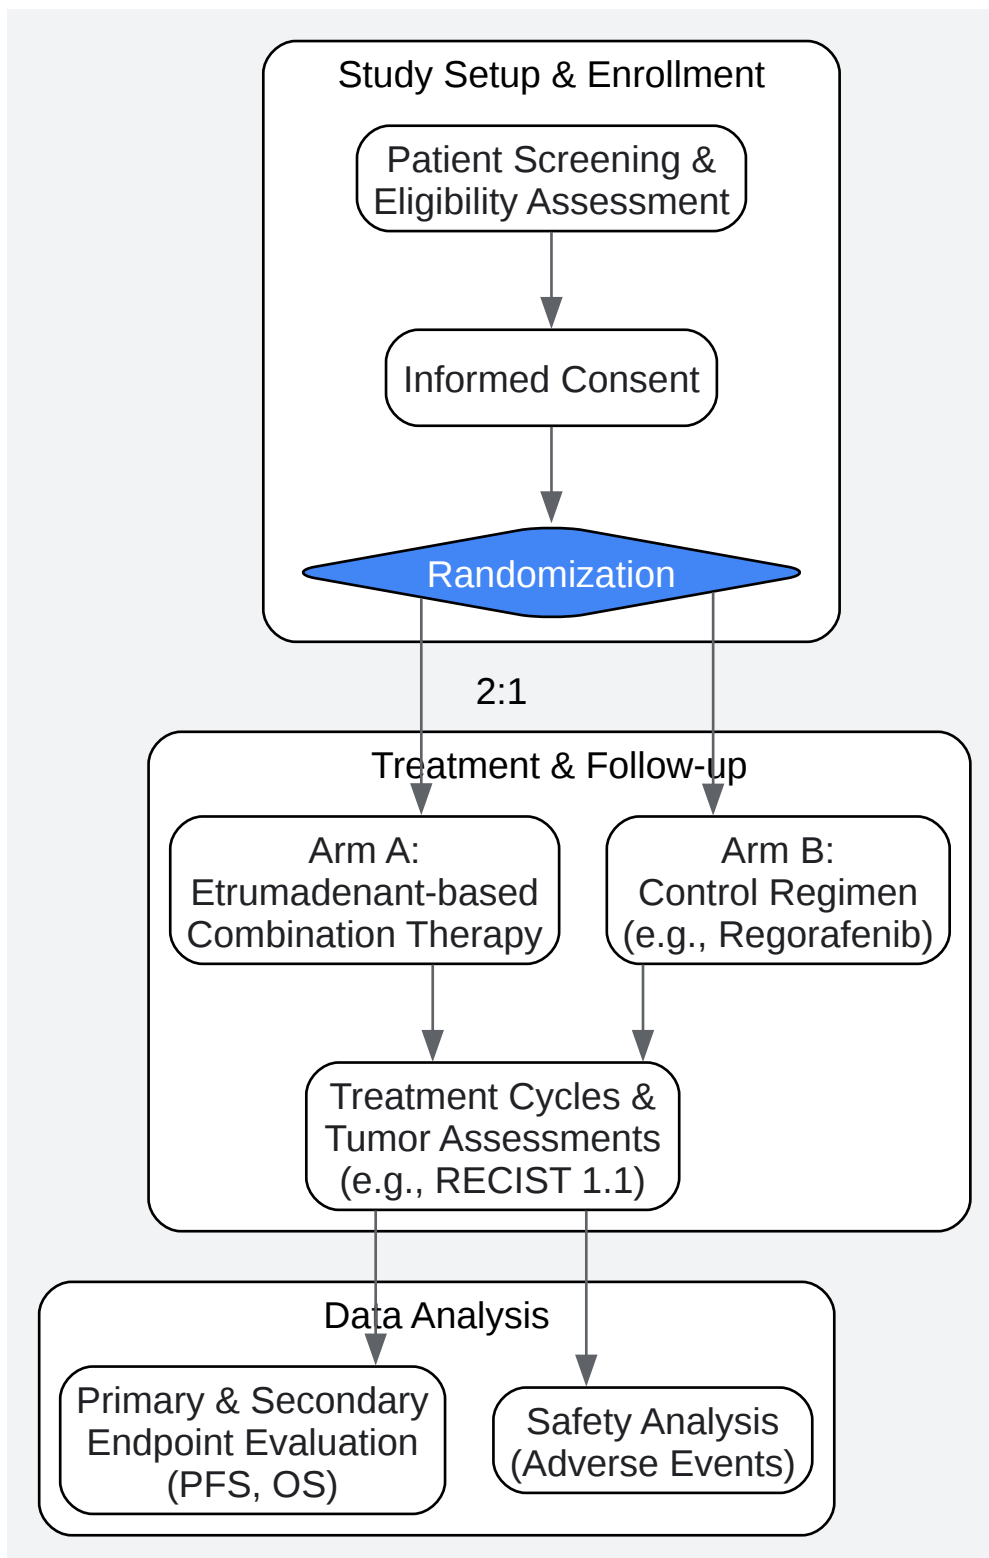 Study Setup & Enrollment
Patient Screening &
Eligibility Assessment
Informed Consent
Randomization
2:1
Treatment & Follow-up
Arm A:
Etrumadenant-based
Combination Therapy
Arm B:
Control Regimen
(e.g., Regorafenib)
Treatment Cycles &
Tumor Assessments
(e.g., RECIST 1.1)
Data Analysis
Primary & Secondary
Endpoint Evaluation
(PFS, OS)
Safety Analysis
(Adverse Events)